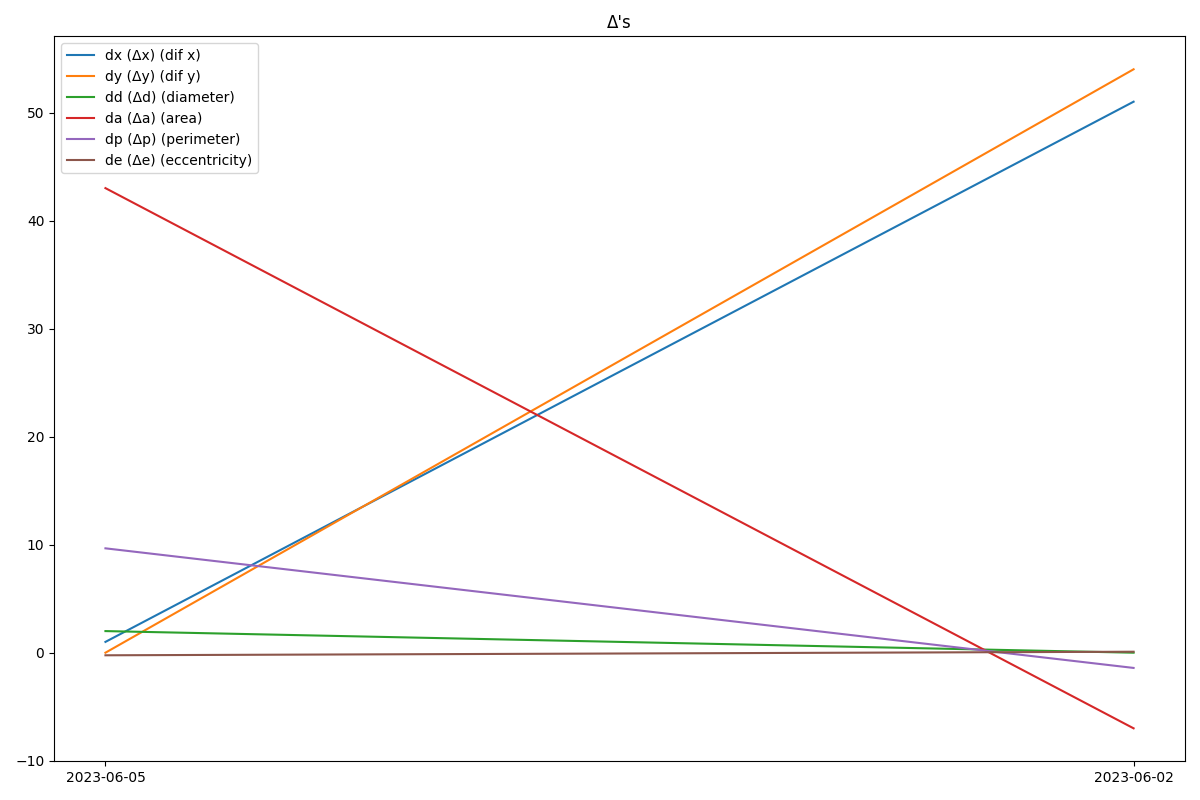 Δ's
dx (Δx) (dif x)
dy (Δy) (dif y)
dd (Δd) (diameter)
da (Δa) (area)
dp (Δp) (perimeter)
de (Δe) (eccentricity)
50
40
30
20
10
0
−10
2023-06-05 2023-06-02